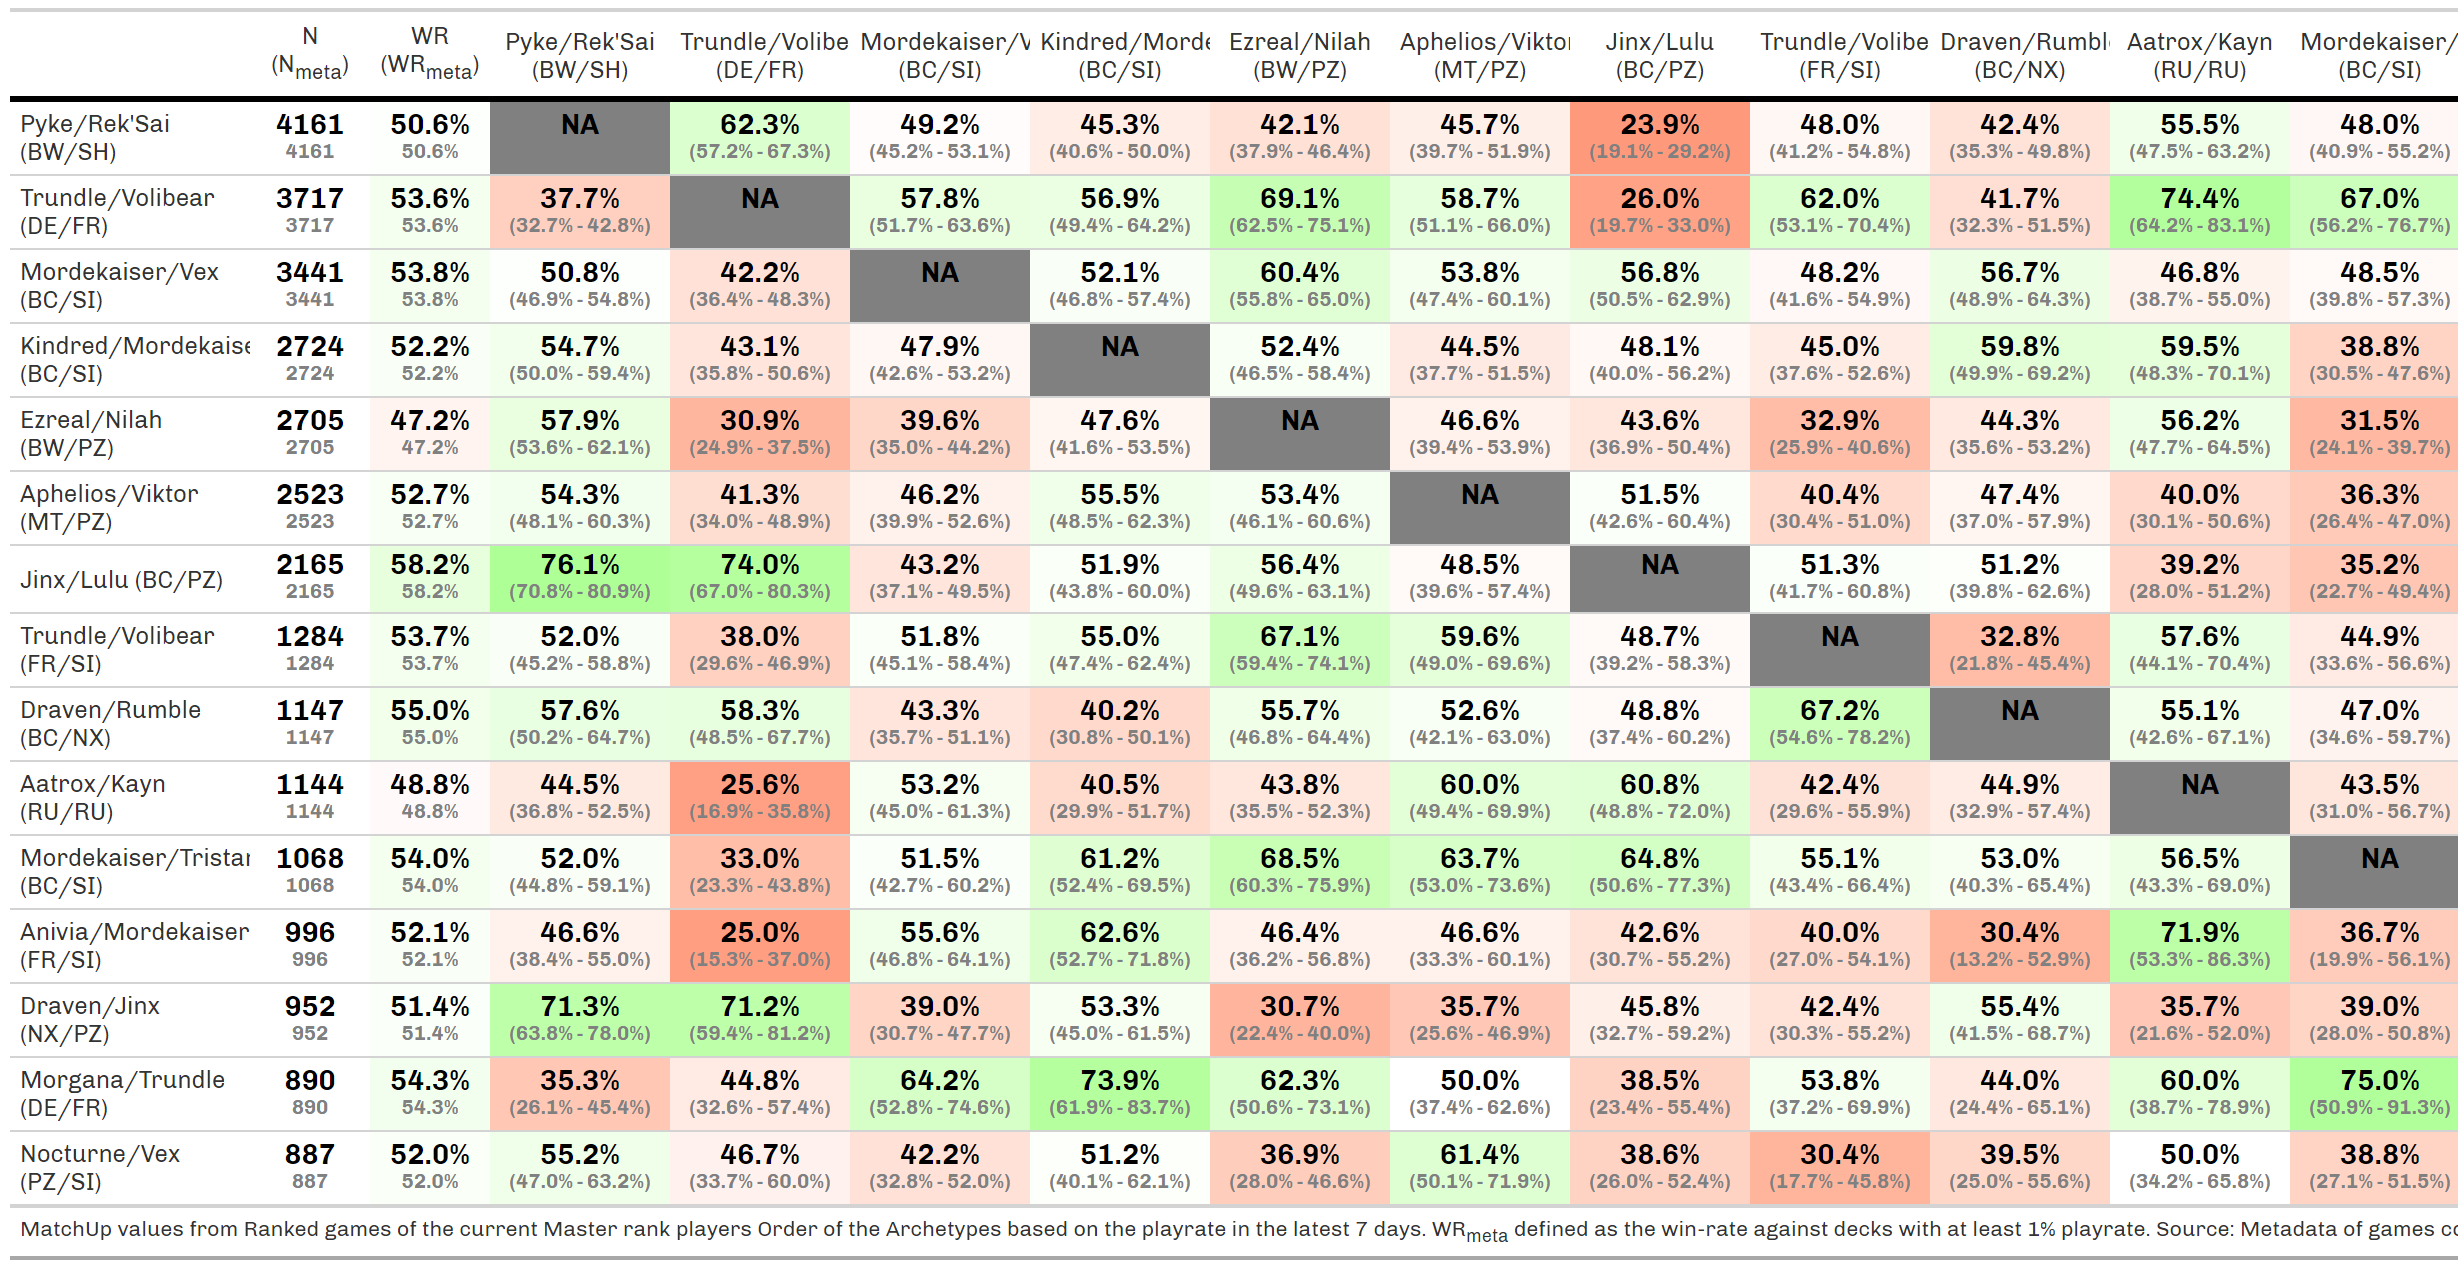 N WR Pyke/Rek'Sai Trundle/Volibe Mordekaiser/V Kindred/Morde Ezreal/Nilah Aphelios/Viktor Jinx/Lulu Trundle/Volibe Draven/Rumbl Aatrox/Kayn Mordekaiser/
(Nmeta) (WRmeta) (BW/SH) (DE/FR) (BC/SI) (BC/SI) (BW/PZ) (MT/PZ) (BC/PZ) (FR/SI) (BC/NX) (RU/RU) (BC/SI)
Pyke/Rek'Sai 4161 50.6% NA 62.3% 49.2% 45.3% 42.1% 45.7% 23.9% 48.0% 42.4% 55.5% 48.0%
(BW/SH) 4161 50.6% (57.2% - 67.3%) (45.2% - 53.1%) (40.6% - 50.0%) (37.9% - 46.4%) (39.7% - 51.9%) (19.1% - 29.2%) (41.2% - 54.8%) (35.3% - 49.8%) (47.5% - 63.2%) (40.9% - 55.2%)
Trundle/Volibear 3717 53.6% 37.7% NA 57.8% 56.9% 69.1% 58.7% 26.0% 62.0% 41.7% 74.4% 67.0%
(DE/FR) 3717 53.6% (32.7% - 42.8%) (51.7% - 63.6%) (49.4% - 64.2%) (62.5% - 75.1%) (51.1% - 66.0%) (19.7% - 33.0%) (53.1% - 70.4%) (32.3% - 51.5%) (64.2% - 83.1%) (56.2% - 76.7%)
Mordekaiser/Vex 3441 53.8% 50.8% 42.2% NA 52.1% 60.4% 53.8% 56.8% 48.2% 56.7% 46.8% 48.5%
(BC/SI) 3441 53.8% (46.9% - 54.8%) (36.4% - 48.3%) (46.8% - 57.4%) (55.8% - 65.0%) (47.4% - 60.1%) (50.5% - 62.9%) (41.6% - 54.9%) (48.9% - 64.3%) (38.7% - 55.0%) (39.8% - 57.3%)
Kindred/Mordekaise 2724 52.2% 54.7% 43.1% 47.9% NA 52.4% 44.5% 48.1% 45.0% 59.8% 59.5% 38.8%
(BC/SI) 2724 52.2% (50.0% - 59.4%) (35.8% - 50.6%) (42.6% - 53.2%) (46.5% - 58.4%) (37.7% - 51.5%) (40.0% - 56.2%) (37.6% - 52.6%) (49.9% - 69.2%) (48.3% - 70.1%) (30.5% - 47.6%)
Ezreal/Nilah 2705 47.2% 57.9% 30.9% 39.6% 47.6% NA 46.6% 43.6% 32.9% 44.3% 56.2% 31.5%
(BW/PZ) 2705 47.2% (53.6% - 62.1%) (24.9% - 37.5%) (35.0% - 44.2%) (41.6% - 53.5%) (39.4% - 53.9%) (36.9% - 50.4%) (25.9% - 40.6%) (35.6% - 53.2%) (47.7% - 64.5%) (24.1% - 39.7%)
Aphelios/Viktor 2523 52.7% 54.3% 41.3% 46.2% 55.5% 53.4% NA 51.5% 40.4% 47.4% 40.0% 36.3%
(MT/PZ) 2523 52.7% (48.1% - 60.3%) (34.0% - 48.9%) (39.9% - 52.6%) (48.5% - 62.3%) (46.1% - 60.6%) (42.6% - 60.4%) (30.4% - 51.0%) (37.0% - 57.9%) (30.1% - 50.6%) (26.4% - 47.0%)
Jinx/Lulu (BC/PZ) 2165 58.2% 76.1% 74.0% 43.2% 51.9% 56.4% 48.5% NA 51.3% 51.2% 39.2% 35.2%
2165 58.2% (70.8% - 80.9%) (67.0% - 80.3%) (37.1% - 49.5%) (43.8% - 60.0%) (49.6% - 63.1%) (39.6% - 57.4%) (41.7% - 60.8%) (39.8% - 62.6%) (28.0% - 51.2%) (22.7% - 49.4%)
Trundle/Volibear 1284 53.7% 52.0% 38.0% 51.8% 55.0% 67.1% 59.6% 48.7% NA 32.8% 57.6% 44.9%
(FR/SI) 1284 53.7% (45.2% - 58.8%) (29.6% - 46.9%) (45.1% - 58.4%) (47.4% - 62.4%) (59.4% - 74.1%) (49.0% - 69.6%) (39.2% - 58.3%) (21.8% - 45.4%) (44.1% - 70.4%) (33.6% - 56.6%)
Draven/Rumble 1147 55.0% 57.6% 58.3% 43.3% 40.2% 55.7% 52.6% 48.8% 67.2% NA 55.1% 47.0%
(BC/NX) 1147 55.0% (50.2% - 64.7%) (48.5% - 67.7%) (35.7% - 51.1%) (30.8% - 50.1%) (46.8% - 64.4%) (42.1% - 63.0%) (37.4% - 60.2%) (54.6% - 78.2%) (42.6% - 67.1%) (34.6% - 59.7%)
Aatrox/Kayn 1144 48.8% 44.5% 25.6% 53.2% 40.5% 43.8% 60.0% 60.8% 42.4% 44.9% NA 43.5%
(RU/RU) 1144 48.8% (36.8% - 52.5%) (16.9% - 35.8%) (45.0% - 61.3%) (29.9% - 51.7%) (35.5% - 52.3%) (49.4% - 69.9%) (48.8% - 72.0%) (29.6% - 55.9%) (32.9% - 57.4%) (31.0% - 56.7%)
Mordekaiser/Tristar 1068 54.0% 52.0% 33.0% 51.5% 61.2% 68.5% 63.7% 64.8% 55.1% 53.0% 56.5% NA
(BC/SI) 1068 54.0% (44.8% - 59.1%) (23.3% - 43.8%) (42.7% - 60.2%) (52.4% - 69.5%) (60.3% - 75.9%) (53.0% - 73.6%) (50.6% - 77.3%) (43.4% - 66.4%) (40.3% - 65.4%) (43.3% - 69.0%)
Anivia/Mordekaiser 996 52.1% 46.6% 25.0% 55.6% 62.6% 46.4% 46.6% 42.6% 40.0% 30.4% 71.9% 36.7%
(FR/SI) 996 52.1% (38.4% - 55.0%) (15.3% - 37.0%) (46.8% - 64.1%) (52.7% - 71.8%) (36.2% - 56.8%) (33.3% - 60.1%) (30.7% - 55.2%) (27.0% - 54.1%) (13.2% - 52.9%) (53.3% - 86.3%) (19.9% - 56.1%)
Draven/Jinx 952 51.4% 71.3% 71.2% 39.0% 53.3% 30.7% 35.7% 45.8% 42.4% 55.4% 35.7% 39.0%
(NX/PZ) 952 51.4% (63.8% - 78.0%) (59.4% - 81.2%) (30.7% - 47.7%) (45.0% - 61.5%) (22.4% - 40.0%) (25.6% - 46.9%) (32.7% - 59.2%) (30.3% - 55.2%) (41.5% - 68.7%) (21.6% - 52.0%) (28.0% - 50.8%)
Morgana/Trundle 890 54.3% 35.3% 44.8% 64.2% 73.9% 62.3% 50.0% 38.5% 53.8% 44.0% 60.0% 75.0%
(DE/FR) 890 54.3% (26.1% - 45.4%) (32.6% - 57.4%) (52.8% - 74.6%) (61.9% - 83.7%) (50.6% - 73.1%) (37.4% - 62.6%) (23.4% - 55.4%) (37.2% - 69.9%) (24.4% - 65.1%) (38.7% - 78.9%) (50.9% - 91.3%)
Nocturne/Vex 887 52.0% 55.2% 46.7% 42.2% 51.2% 36.9% 61.4% 38.6% 30.4% 39.5% 50.0% 38.8%
(PZ/SI) 887 52.0% (47.0% - 63.2%) (33.7% - 60.0%) (32.8% - 52.0%) (40.1% - 62.1%) (28.0% - 46.6%) (50.1% - 71.9%) (26.0% - 52.4%) (17.7% - 45.8%) (25.0% - 55.6%) (34.2% - 65.8%) (27.1% - 51.5%)
MatchUp values from Ranked games of the current Master rank players Order of the Archetypes based on the playrate in the latest 7 days. WRmeta defined as the win-rate against decks with at least 1% playrate. Source: Metadata of games